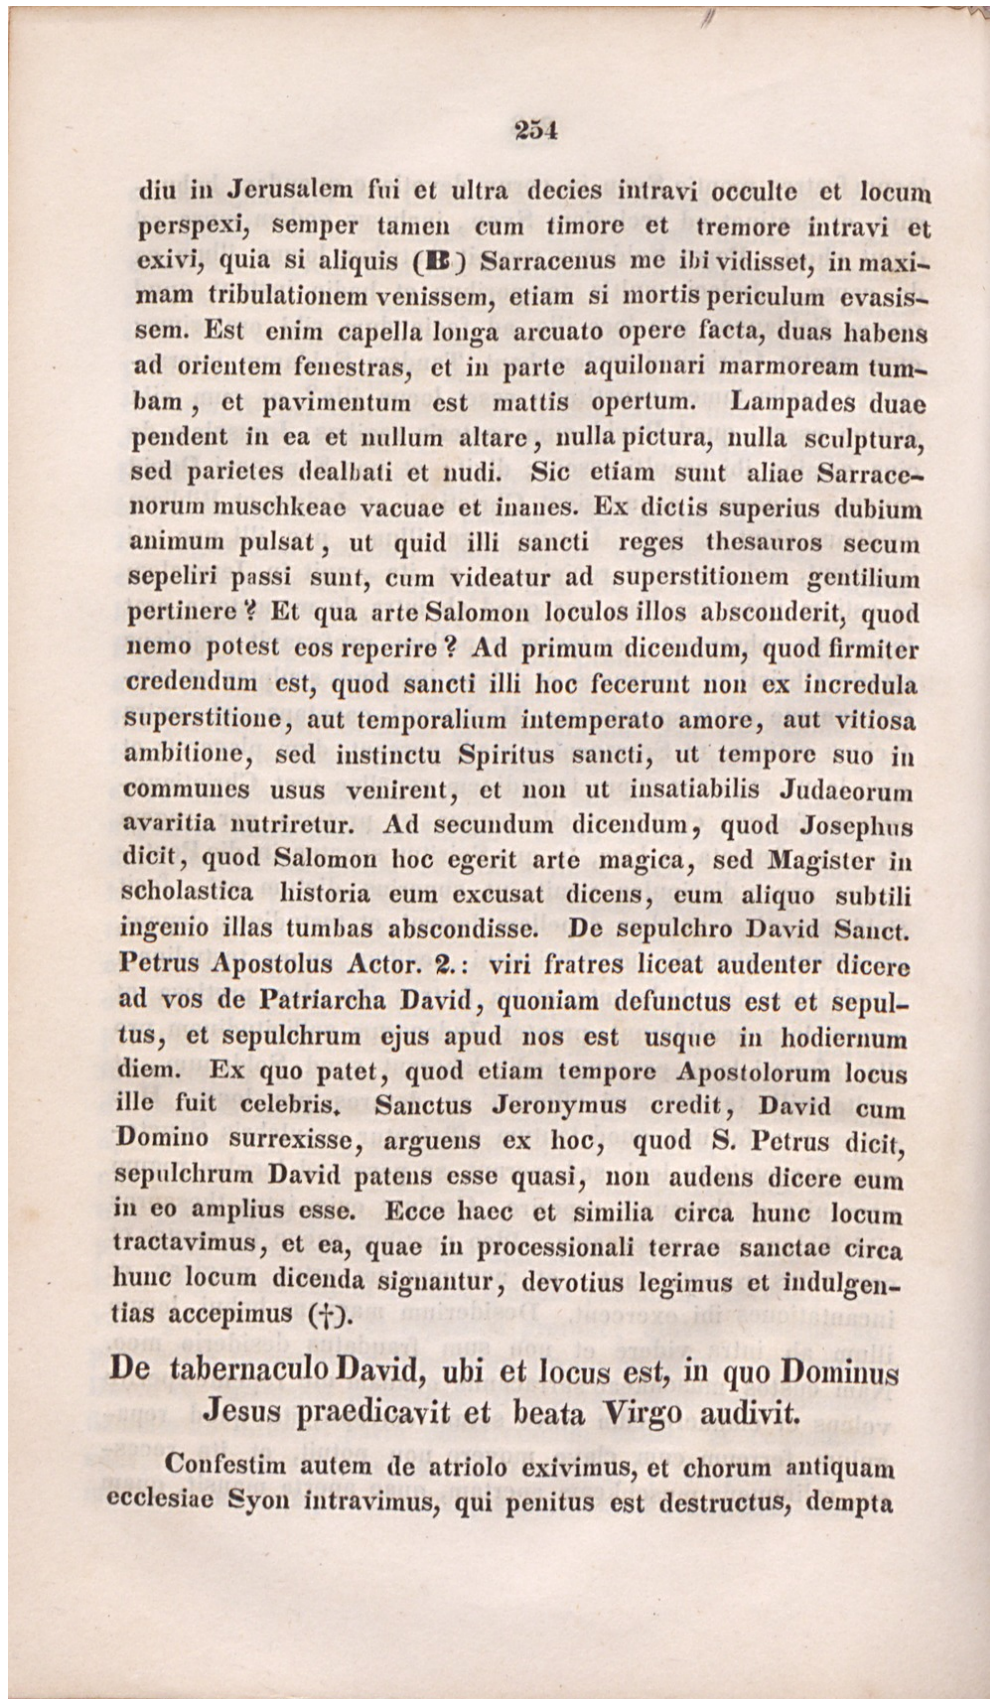 254
diu in Jerusalem fui et ultra decies intravi occulte et locum
perspexi, semper tamen cum timore et tremore intravi et
exivi, quia si aliquis (B) Sarracenus me ibi vidisset, in maxi-
mam tribulationem venissem, etiam si mortis periculum evasis-
sem. Est enim capella longa arcuato opere facta, duas habens
ad orientem fenestras, et in parte aquilonari marmoream tum-
bam, et pavimentum est mattis opertum. Lampades duae
pendent in ea et nullum altare, nulla pictura, nulla sculptura,
sed parietes dealbati et nudi. Sic etiam sunt aliae Sarrace-
norum muschkeae vacuae et inanes. Ex dictis superius dubium
animum pulsat, ut quid illi sancti reges thesauros secum
sepeliri passi sunt, cum videatur ad superstitionem gentilium
pertinere? Et qua arte Salomon loculos illos absconderit, quod
nemo potest eos reperire? Ad primum dicendum, quod firmiter
credendum est, quod sancti illi hoc fecerunt non ex incredula
superstitione, aut temporalium intemperato amore, aut vitiosa
ambitione, sed instinctu Spiritus sancti, ut tempore suo in
communes usus venirent, et non ut insatiabilis Judaeorum
avaritia nutriretur. Ad secundum dicendum, quod Josephus
dicit, quod Salomon hoc egerit arte magica, sed Magister in
scholastica historia eum excusat dicens, eum aliquo subtili
ingenio illas tumbas abscondisse. De sepulchro David Sanct.
Petrus Apostolus Actor. 2.: viri fratres liceat audenter dicere
ad vos de Patriarcha David, quoniam defunctus est et sepul-
tus, et sepulchrum ejus apud nos est usque in hodiernum
diem. Ex quo patet, quod etiam tempore Apostolorum locus
ille fuit celebris. Sanctus Jeronymus credit, David cum
Domino surrexisse, arguens ex hoc, quod S. Petrus dicit,
sepulchrum David patens esse quasi, non audens dicere eum
in eo amplius esse. Ecce haec et similia circa hunc locum
tractavimus, et ea, quae in processionali terrae sanctae circa
hunc locum dicenda signantur, devotius legimus et indulgen-
tias accepimus (†).
De tabernaculo David, ubi et locus est, in quo Dominus
Jesus praedicavit et beata Virgo audivit.
Confestim autem de atriolo exivimus, et chorum antiquam
ecclesiae Syon intravimus, qui penitus est destructus, dempta